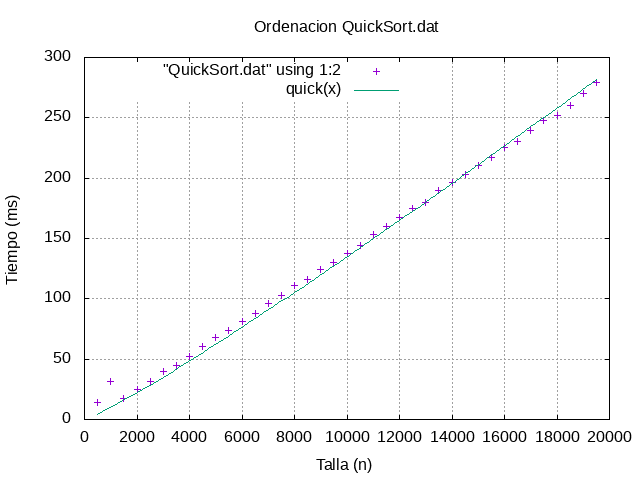 Ordenacion QuickSort.dat
"QuickSort.dat" using 1:2
quick(x)
300
250
200
150
100
50
0
Tiempo (ms)
0 2000 4000 6000 8000 10000 12000 14000 16000 18000 20000
Talla (n)